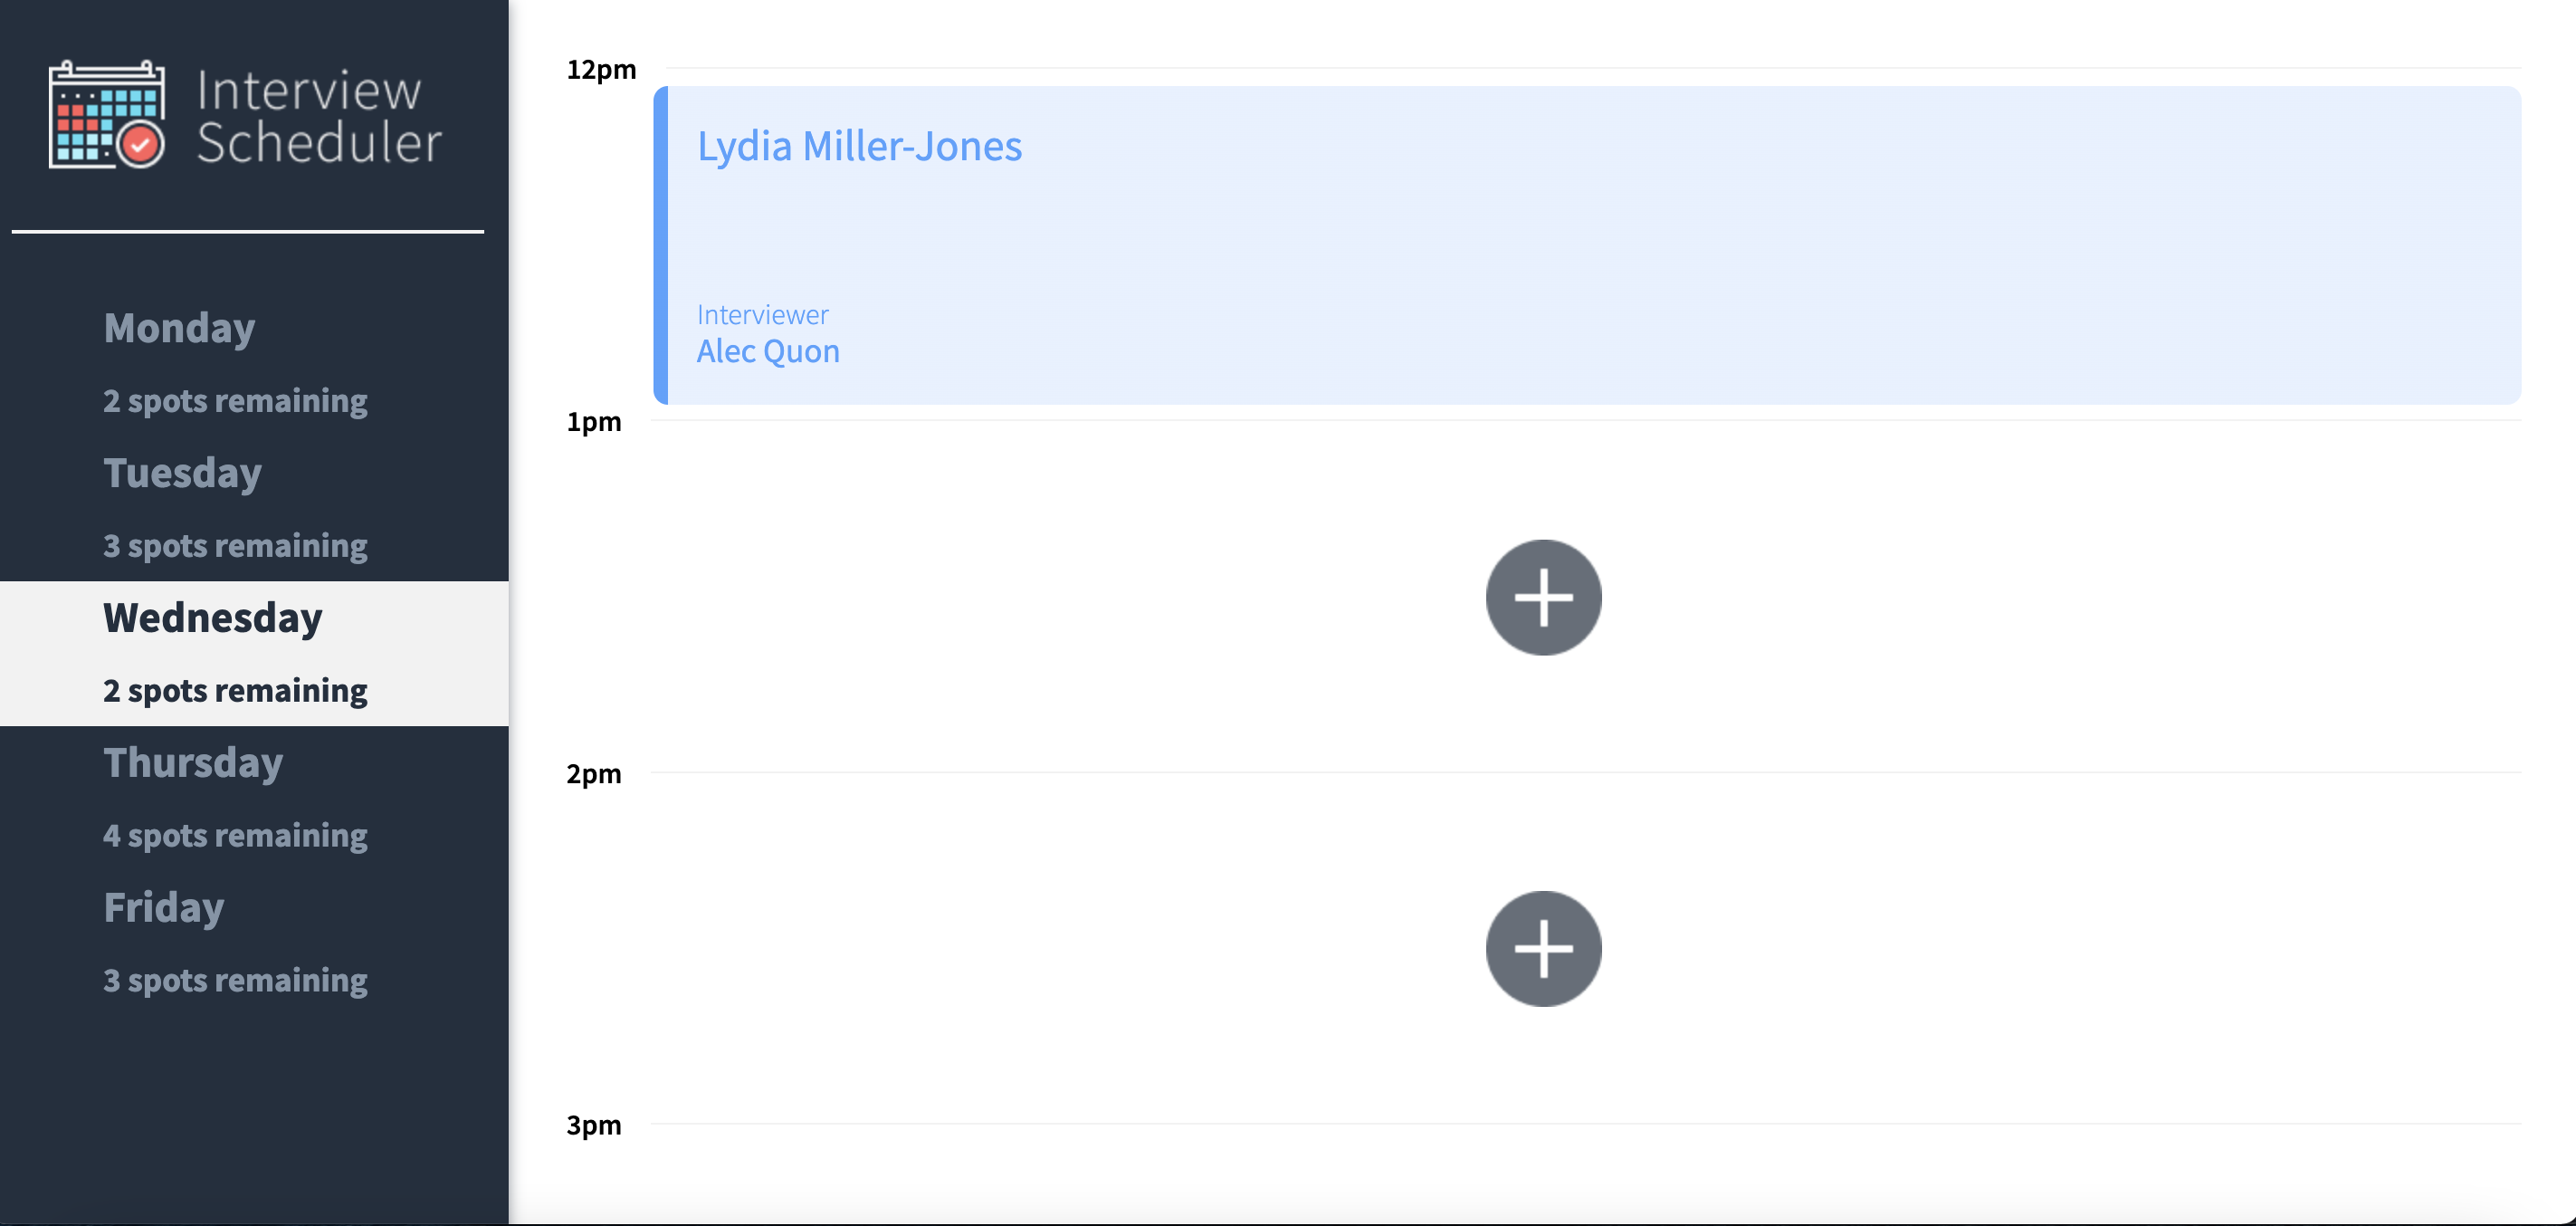 Interview
Scheduler
Monday
2 spots remaining
Tuesday
3 spots remaining
Wednesday
2 spots remaining
Thursday
4 spots remaining
Friday
3 spots remaining
12pm
Lydia Miller-Jones
Interviewer
Alec Quon
1pm
2pm
3pm